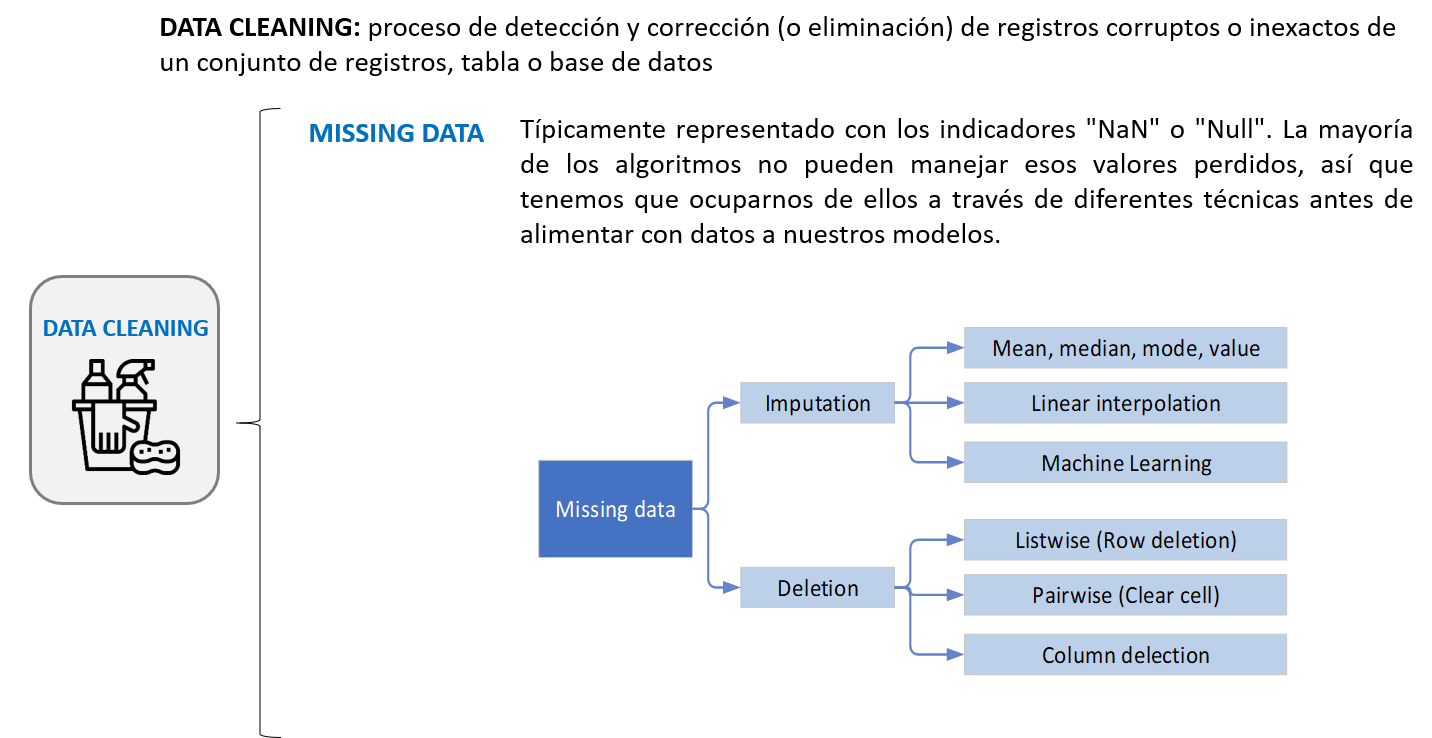 DATA CLEANING: proceso de detección y corrección (o eliminación) de registros corruptos o inexactos de
un conjunto de registros, tabla o base de datos
MISSING DATA
Típicamente representado con los indicadores "NaN" o "Null". La mayoría
de los algoritmos no pueden manejar esos valores perdidos, así que
tenemos que ocuparnos de ellos a través de diferentes técnicas antes de
alimentar con datos a nuestros modelos.
DATA CLEANING
Missing data
Imputation
Mean, median, mode, value
Linear interpolation
Machine Learning
Deletion
Listwise (Row deletion)
Pairwise (Clear cell)
Column delection